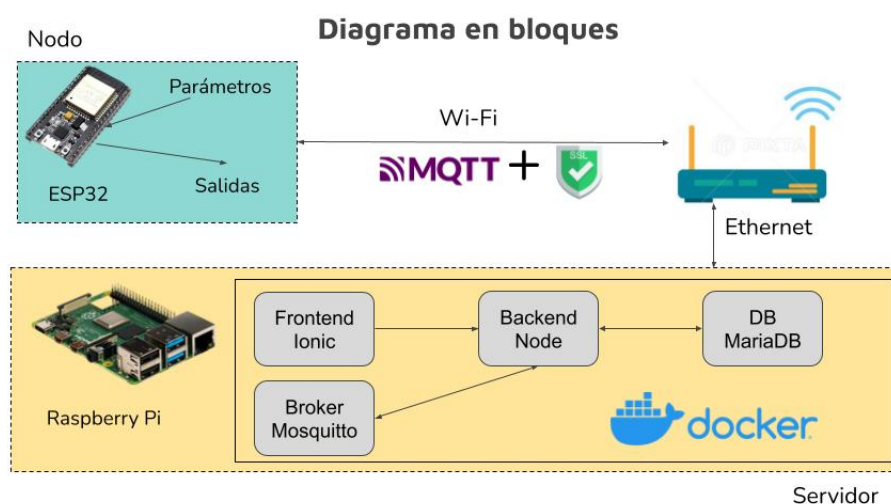 Diagrama en bloques
Nodo
Parámetros
Salidas
ESP32
Wi-Fi
MQTT
SSL
Ethernet
Frontend
Ionic
Backend
Node
DB
MariaDB
Raspberry Pi
Broker
Mosquitto
docker
Servidor